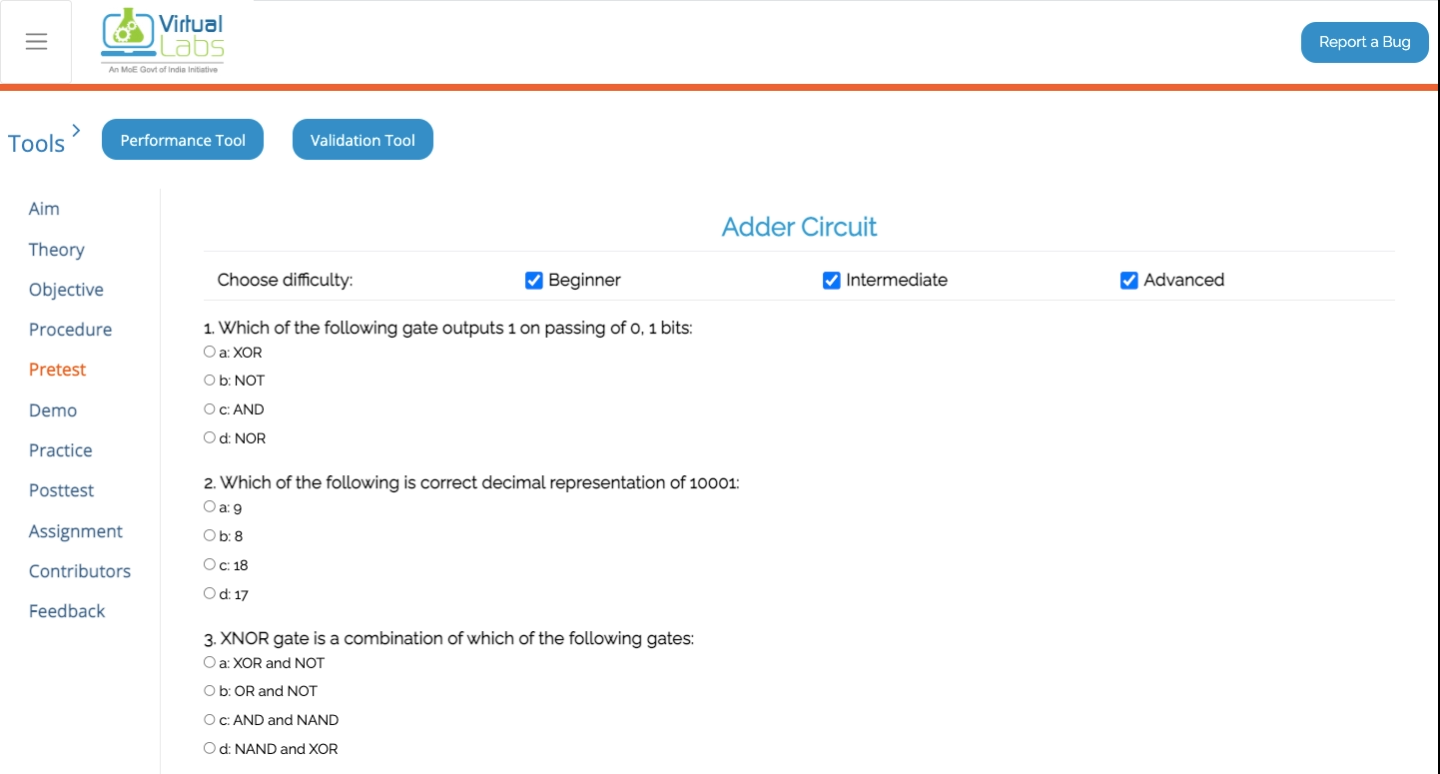 Virtual
Labs
An MoE Govt of India Initiative
Report a Bug
Tools
Performance Tool
Validation Tool
Aim
Theory
Objective
Procedure
Pretest
Demo
Practice
Posttest
Assignment
Contributors
Feedback
Adder Circuit
Choose difficulty: Beginner Intermediate Advanced
1. Which of the following gate outputs 1 on passing of 0, 1 bits:
a: XOR
b: NOT
c: AND
d: NOR
2. Which of the following is correct decimal representation of 10001:
a: 9
b: 8
c: 18
d: 17
3. XNOR gate is a combination of which of the following gates:
a: XOR and NOT
b: OR and NOT
c: AND and NAND
d: NAND and XOR